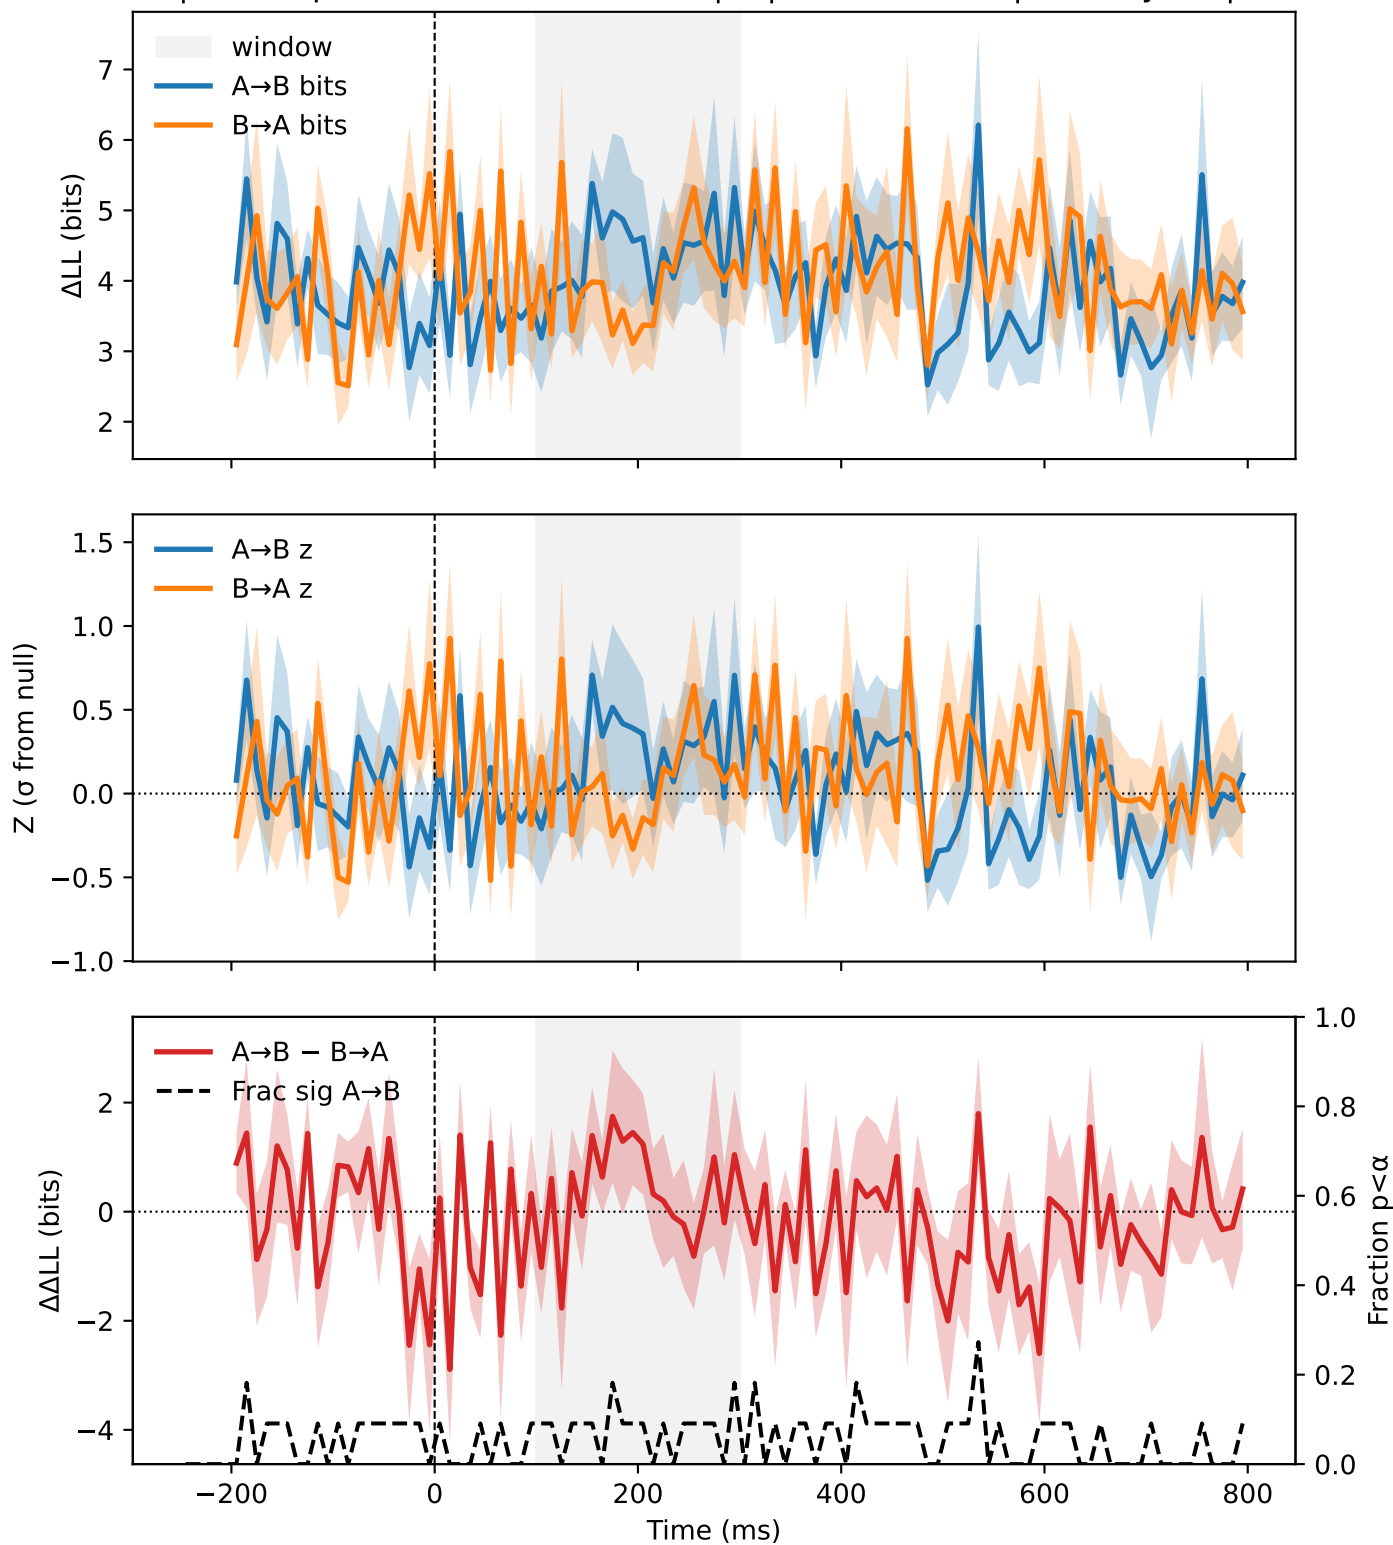 window
A→B bits
B→A bits
ΔLL (bits)
7
6
5
4
3
2
A→B z
B→A z
Z (σ from null)
1.5
1.0
0.5
0.0
−0.5
−1.0
A→B − B→A
Frac sig A→B
ΔΔLL (bits)
2
0
−2
−4
1.0
0.8
0.6
0.4
0.2
0.0
Fraction p<α
−200
0
200
400
600
800
Time (ms)